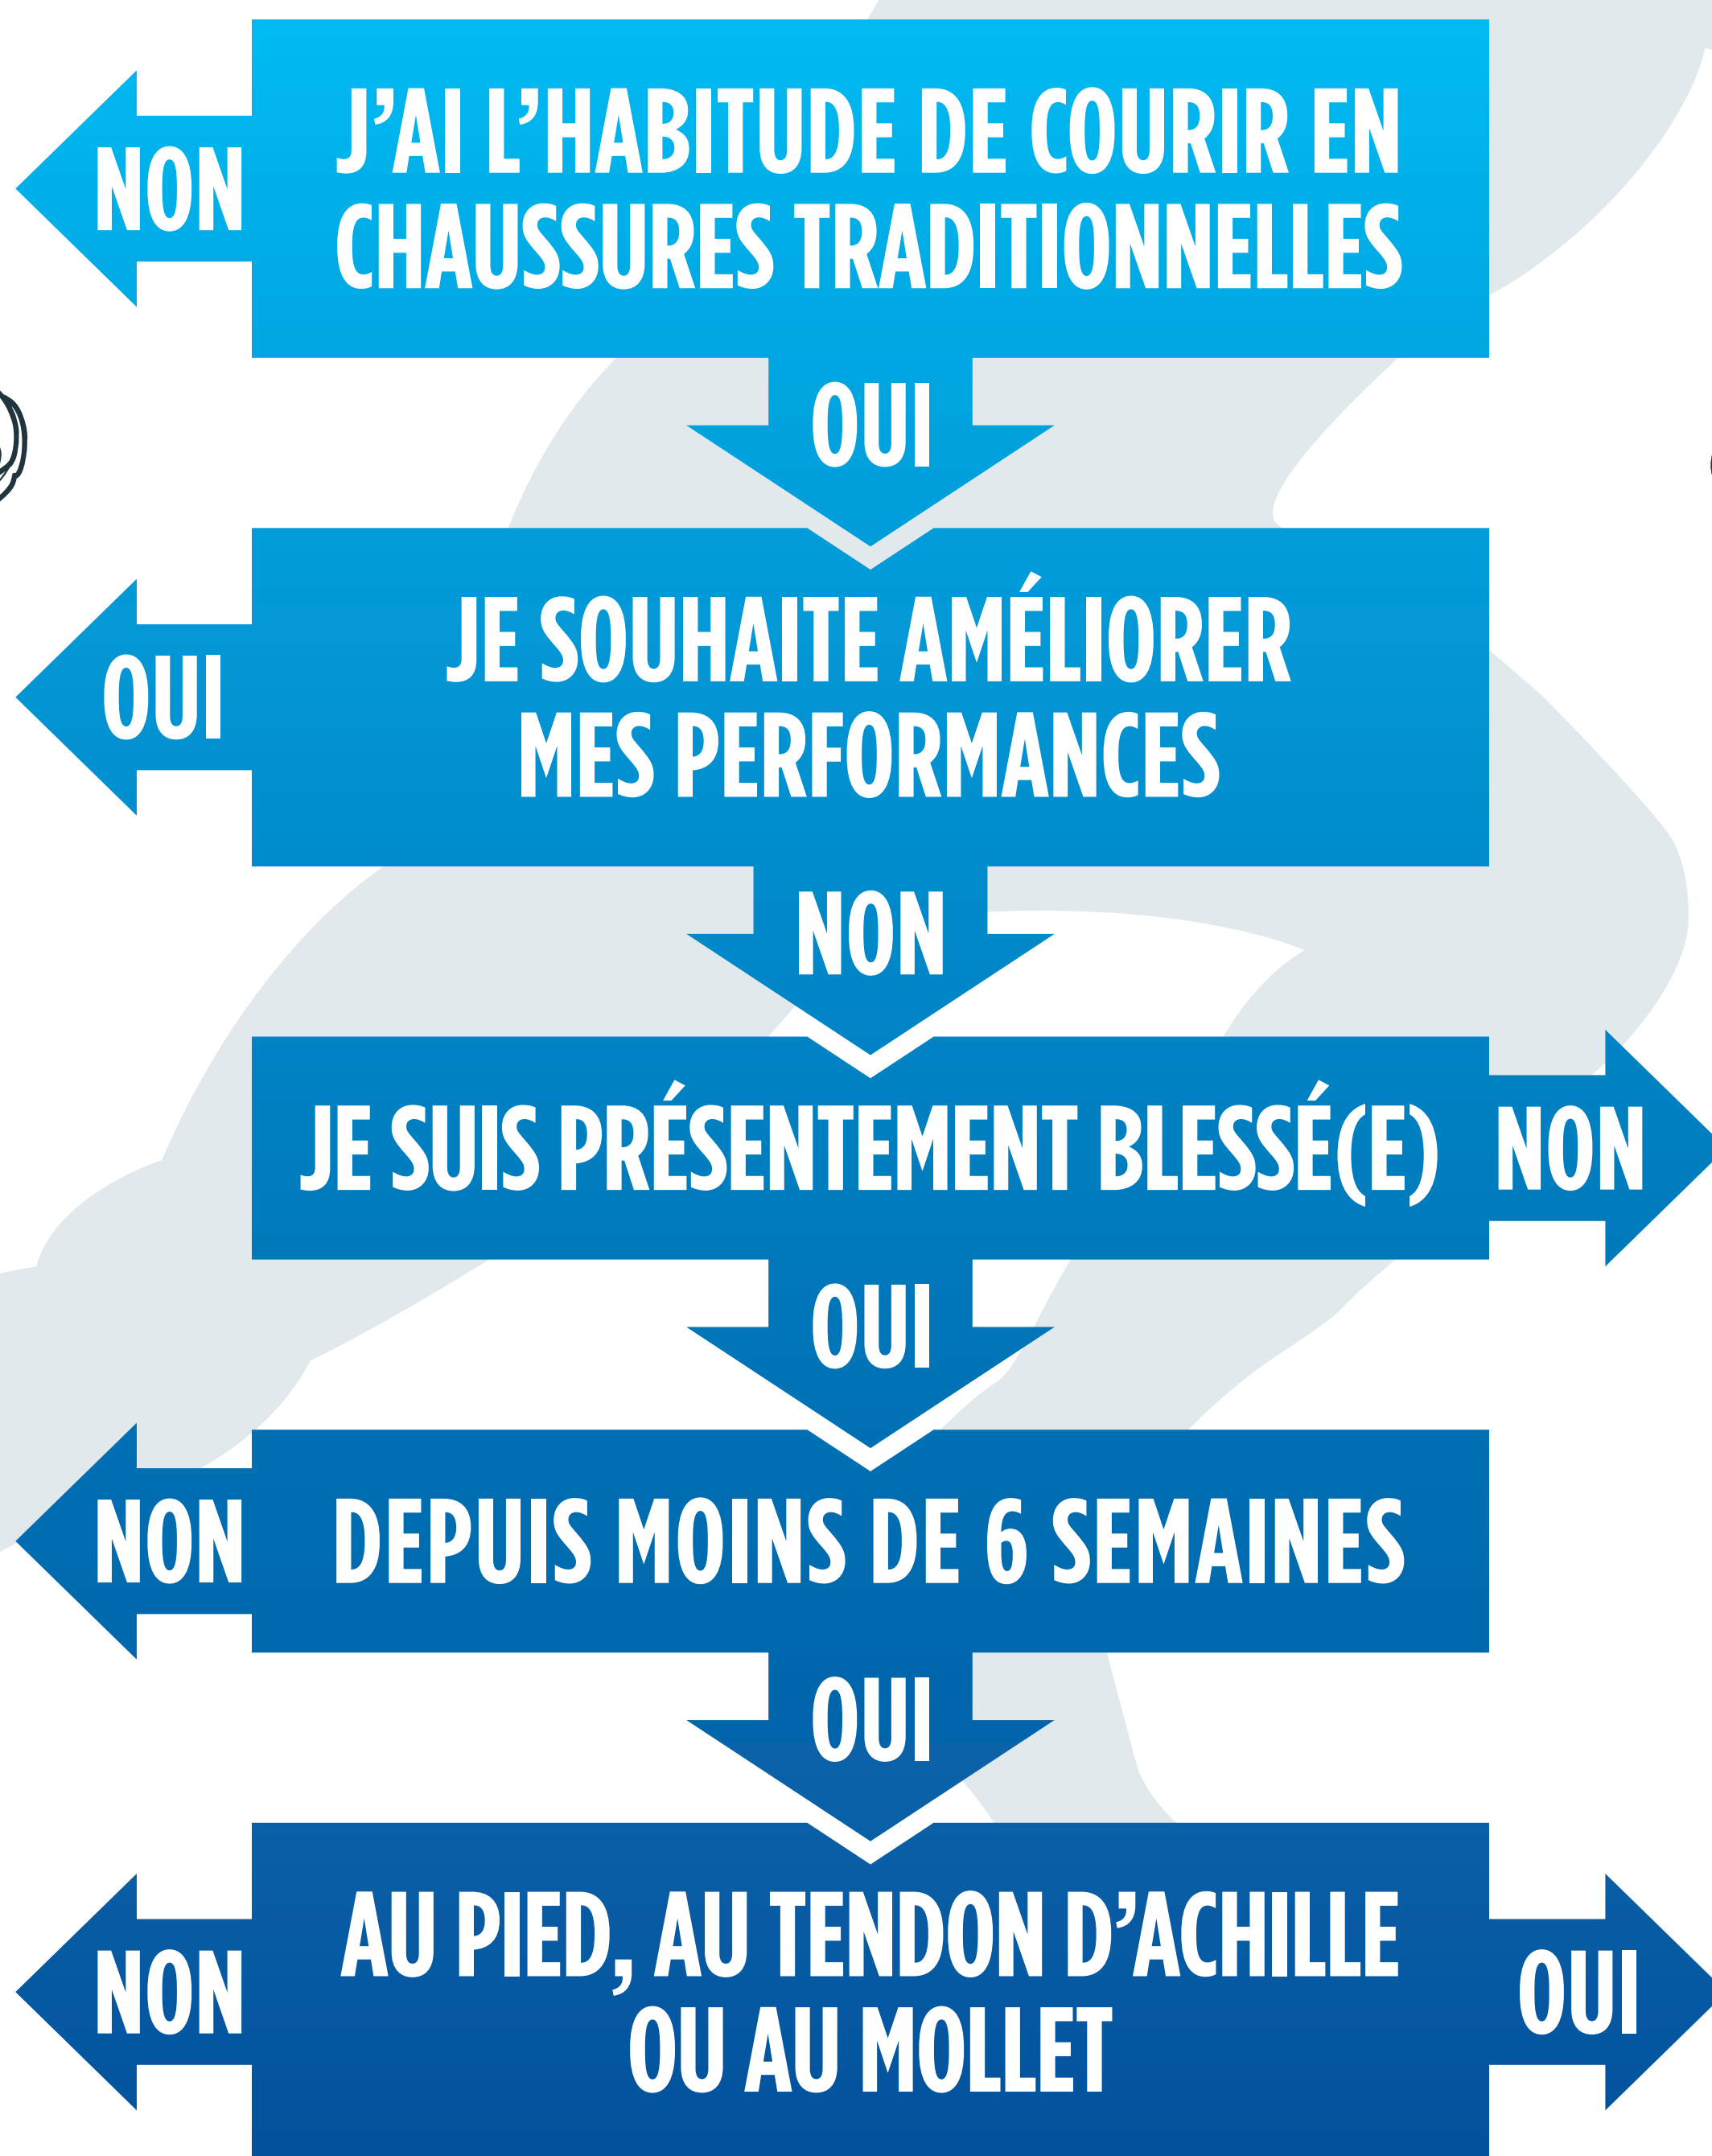 J'AI L'HABITUDE DE COURIR EN
CHAUSSURES TRADITIONNELLES
NON
OUI
JE SOUHAITE AMÉLIORER
MES PERFORMANCES
OUI
NON
JE SUIS PRÉSENTEMENT BLESSÉ(E)
NON
OUI
NON
DEPUIS MOINS DE 6 SEMAINES
OUI
AU PIED, AU TENDON D'ACHILLE
OU AU MOLLET
NON
OUI